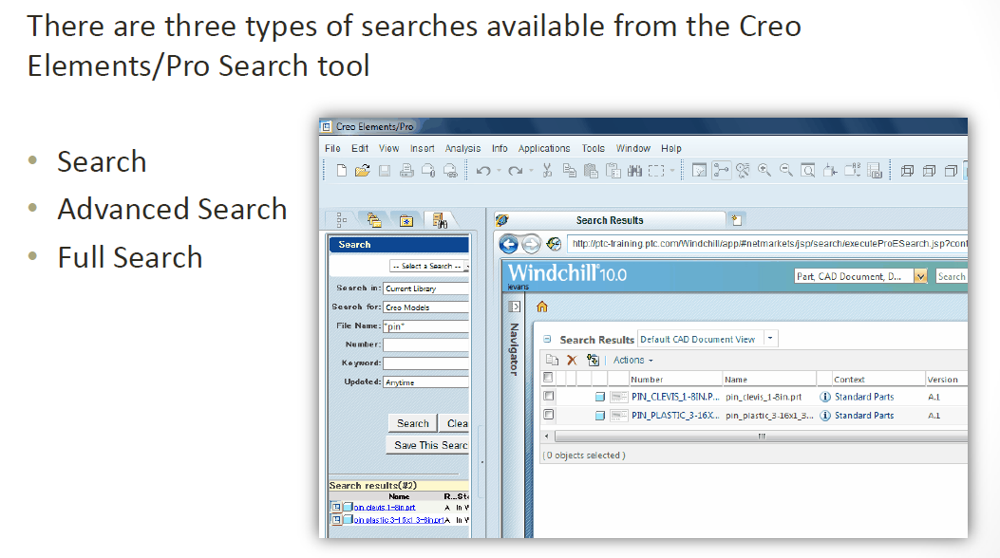 There are three types of searches available from the Creo
Elements/Pro Search tool
• Search
• Advanced Search
• Full Search
Creo Elements/Pro
File Edit View Insert Analysis Info Applications Tools Window Help
Search Results
http://ptc-training.ptc.com/Windchill/app/#netmarkets/jsp/search/executeProESearch.jsp?cont
Search
-- Select a Search --
Search in: Current Library
Search for: Creo Models
File Name: *pin*
Number:
Keyword:
Updated: Anytime
Search Clea
Save This Searc
Search results(#2)
Name R...St
pin_clevis_1-8in.prt A In W
pin_plastic_3-16x1_3-8in.prt A In W
Windchill 10.0
jevans
Part, CAD Document, D... Search
Navigator
Search Results Default CAD Document View
Actions
Number Name Context Version
PIN_CLEVIS_1-8IN.P... pin_clevis_1-8in.prt Standard Parts A.1
PIN_PLASTIC_3-16X... pin_plastic_3-16x1_3... Standard Parts A.1
( 0 objects selected )